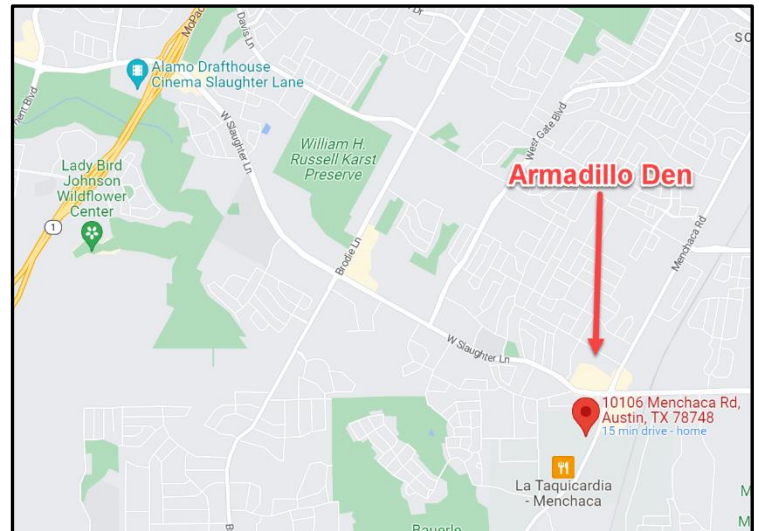 MoPac
Davis Ln
Alamo Drafthouse
Cinema Slaughter Lane
W Slaughter Ln
William H.
Russell Karst
Preserve
West Gate Blvd
Lady Bird
Johnson
Wildflower
Center
1
Armadillo Den
Menchaca Rd
Brodie Ln
W Slaughter Ln
10106 Menchaca Rd,
Austin, TX 78748
15 min drive - home
La Taquicardia
- Menchaca
Bauerle